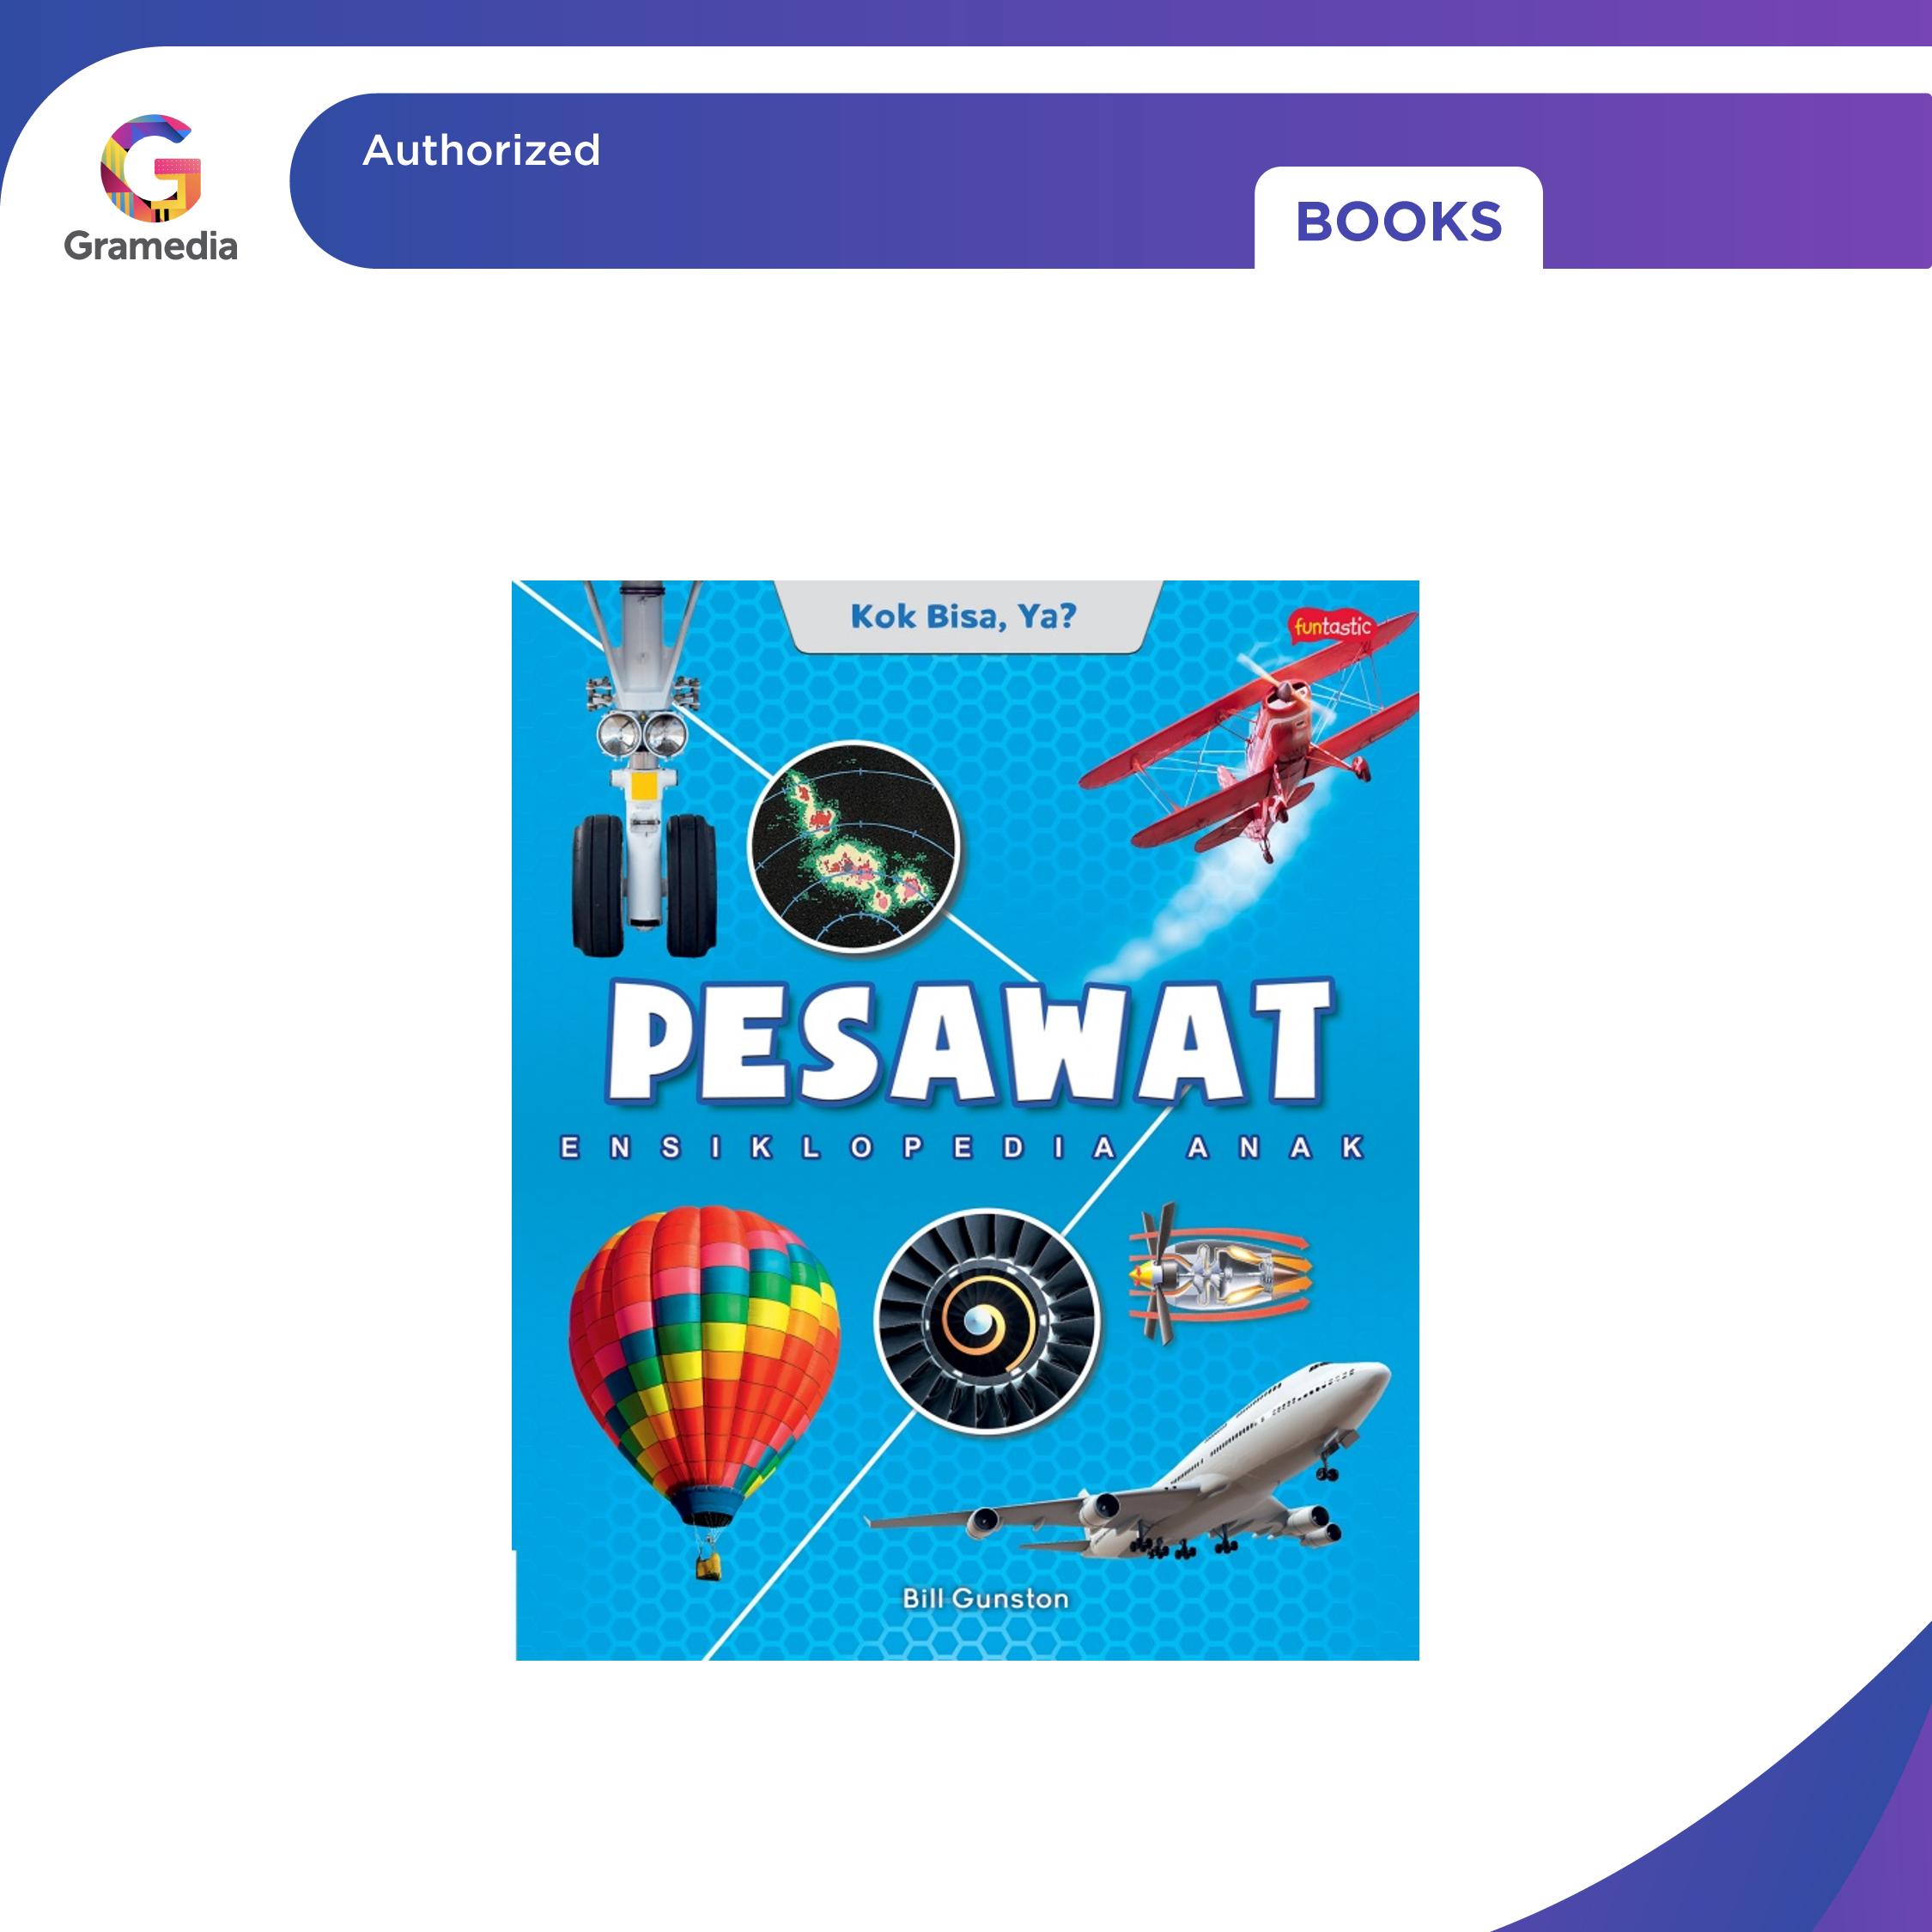 Authorized
Gramedia
BOOKS
Kok Bisa, Ya?
funtastic
PESAWAT
ENSIKLOPEDIA ANAK
Bill Gunston